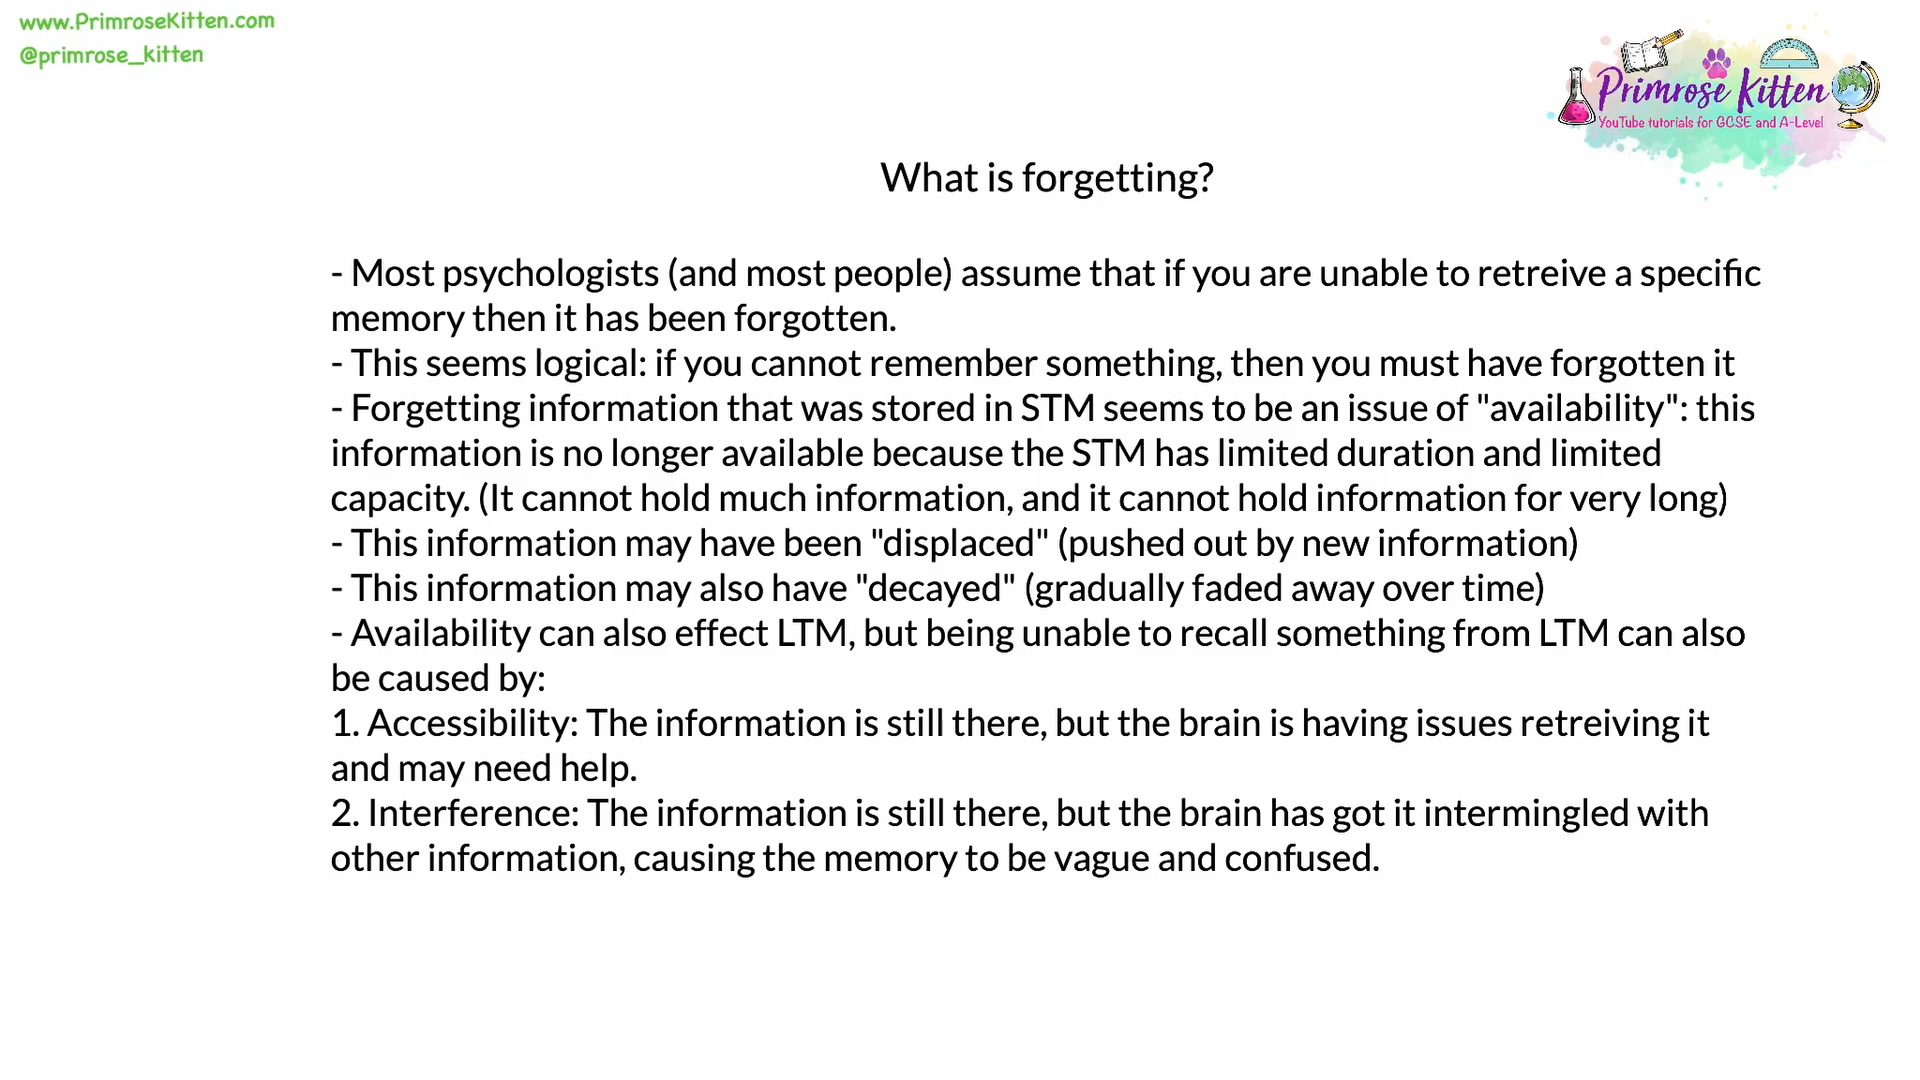 www.PrimroseKitten.com
@primrose_kitten
Primrose Kitten
YouTube tutorials for GCSE and A-Level
What is forgetting?
- Most psychologists (and most people) assume that if you are unable to retreive a specific
memory then it has been forgotten.
- This seems logical: if you cannot remember something, then you must have forgotten it
- Forgetting information that was stored in STM seems to be an issue of "availability": this
information is no longer available because the STM has limited duration and limited
capacity. (It cannot hold much information, and it cannot hold information for very long)
- This information may have been "displaced" (pushed out by new information)
- This information may also have "decayed" (gradually faded away over time)
- Availability can also effect LTM, but being unable to recall something from LTM can also
be caused by:
1. Accessibility: The information is still there, but the brain is having issues retreiving it
and may need help.
2. Interference: The information is still there, but the brain has got it intermingled with
other information, causing the memory to be vague and confused.